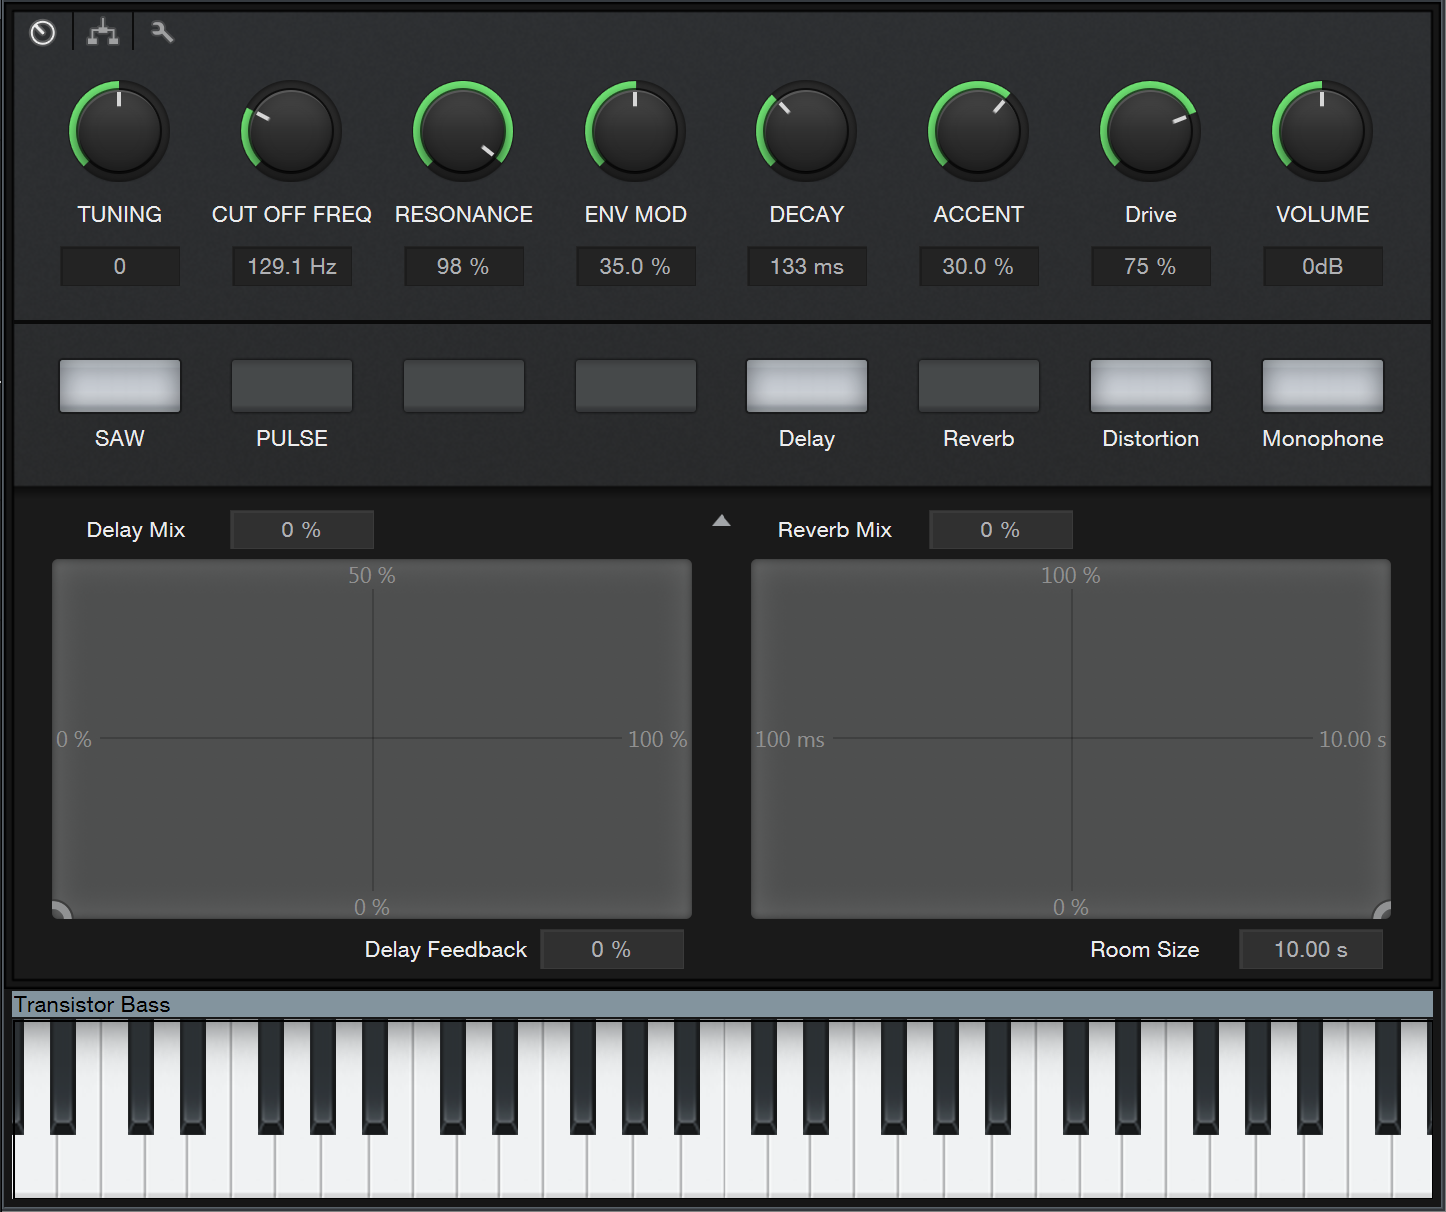 TUNING CUT OFF FREQ RESONANCE ENV MOD DECAY ACCENT Drive VOLUME
0 129.1 Hz 98 % 35.0 % 133 ms 30.0 % 75 % 0dB
SAW PULSE Delay Reverb Distortion Monophone
Delay Mix 0 % Reverb Mix 0 %
50 % 100 %
0 % 100 % 100 ms 10.00 s
0 % 0 %
Delay Feedback 0 % Room Size 10.00 s
Transistor Bass